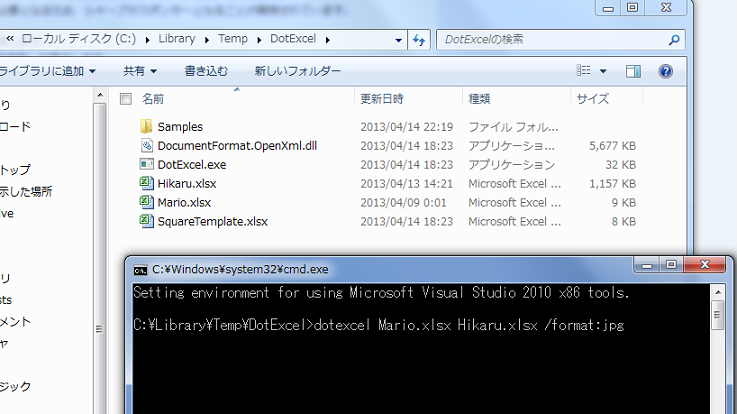 « ローカル ディスク (C:) ▸ Library ▸ Temp ▸ DotExcel ▸
DotExcelの検索
ライブラリに追加 ▼ 共有 ▼ 書き込む 新しいフォルダー
名前 更新日時 種類 サイズ
Samples 2013/04/14 22:19 ファイル フォル...
DocumentFormat.OpenXml.dll 2013/04/14 18:23 アプリケーショ... 5,677 KB
DotExcel.exe 2013/04/14 18:23 アプリケーション 32 KB
Hikaru.xlsx 2013/04/13 14:21 Microsoft Excel ... 1,157 KB
Mario.xlsx 2013/04/09 0:01 Microsoft Excel ... 9 KB
SquareTemplate.xlsx 2013/04/14 18:23 Microsoft Excel ... 8 KB
り
ロード
トップ
示した場所
ive
リ
sts
メント
ャ
ジック
C:¥Windows¥system32¥cmd.exe
Setting environment for using Microsoft Visual Studio 2010 x86 tools.
C:¥Library¥Temp¥DotExcel>dotexcel Mario.xlsx Hikaru.xlsx /format:jpg